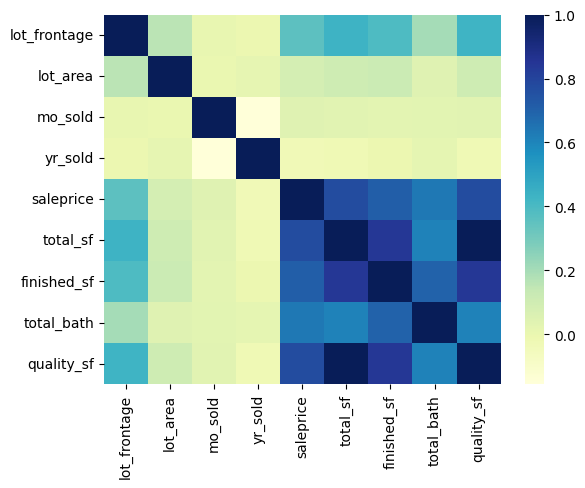 lot_frontage
lot_area
mo_sold
yr_sold
saleprice
total_sf
finished_sf
total_bath
quality_sf
lot_frontage
lot_area
mo_sold
yr_sold
saleprice
total_sf
finished_sf
total_bath
quality_sf
1.0
0.8
0.6
0.4
0.2
0.0